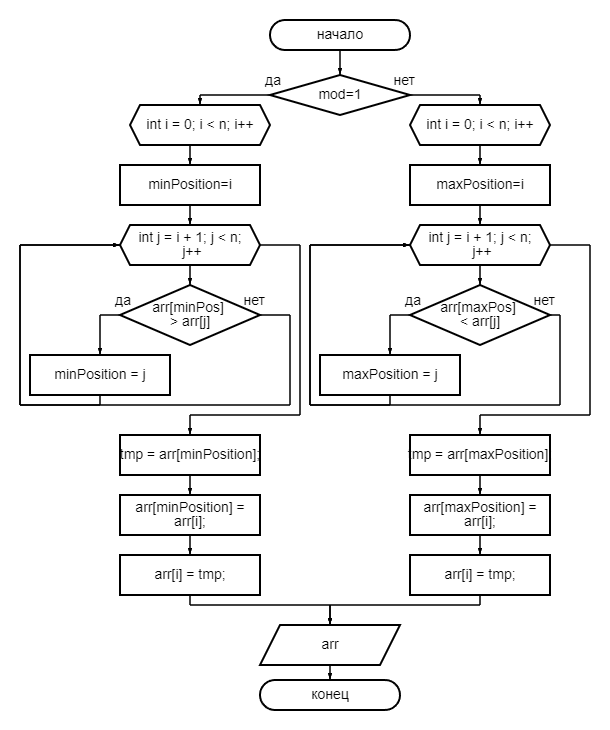 начало
да
нет
mod=1
int i = 0; i < n; i++
int i = 0; i < n; i++
minPosition=i
maxPosition=i
int j = i + 1; j < n;
j++
int j = i + 1; j < n;
j++
да
нет
arr[minPos]
> arr[j]
да
нет
arr[maxPos]
< arr[j]
minPosition = j
maxPosition = j
tmp = arr[minPosition];
tmp = arr[maxPosition]
arr[minPosition] =
arr[i];
arr[maxPosition] =
arr[i];
arr[i] = tmp;
arr[i] = tmp;
arr
конец